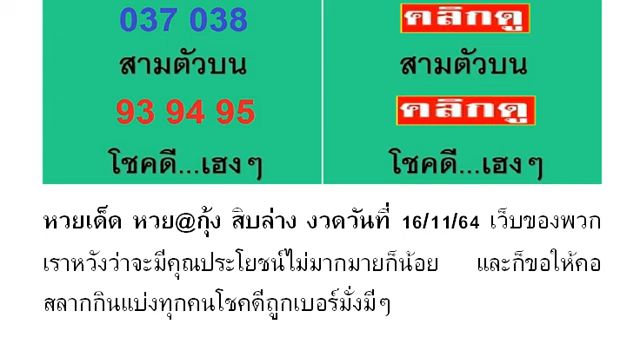 037 038 คลิกดู
สามตัวบน สามตัวบน
93 94 95 คลิกดู
โชคดี...เฮงๆ โชคดี...เฮงๆ
หวยเด็ด หวย@กุ้ง สิบล่าง งวดวันที่ 16/11/64 เว็บของพวก
เราหวังว่าจะมีคุณประโยชน์ไม่มากมายก็น้อย และก็ขอให้คอ
สลากกินแบ่งทุกคนโชคดีถูกเบอร์มั่งมีๆ